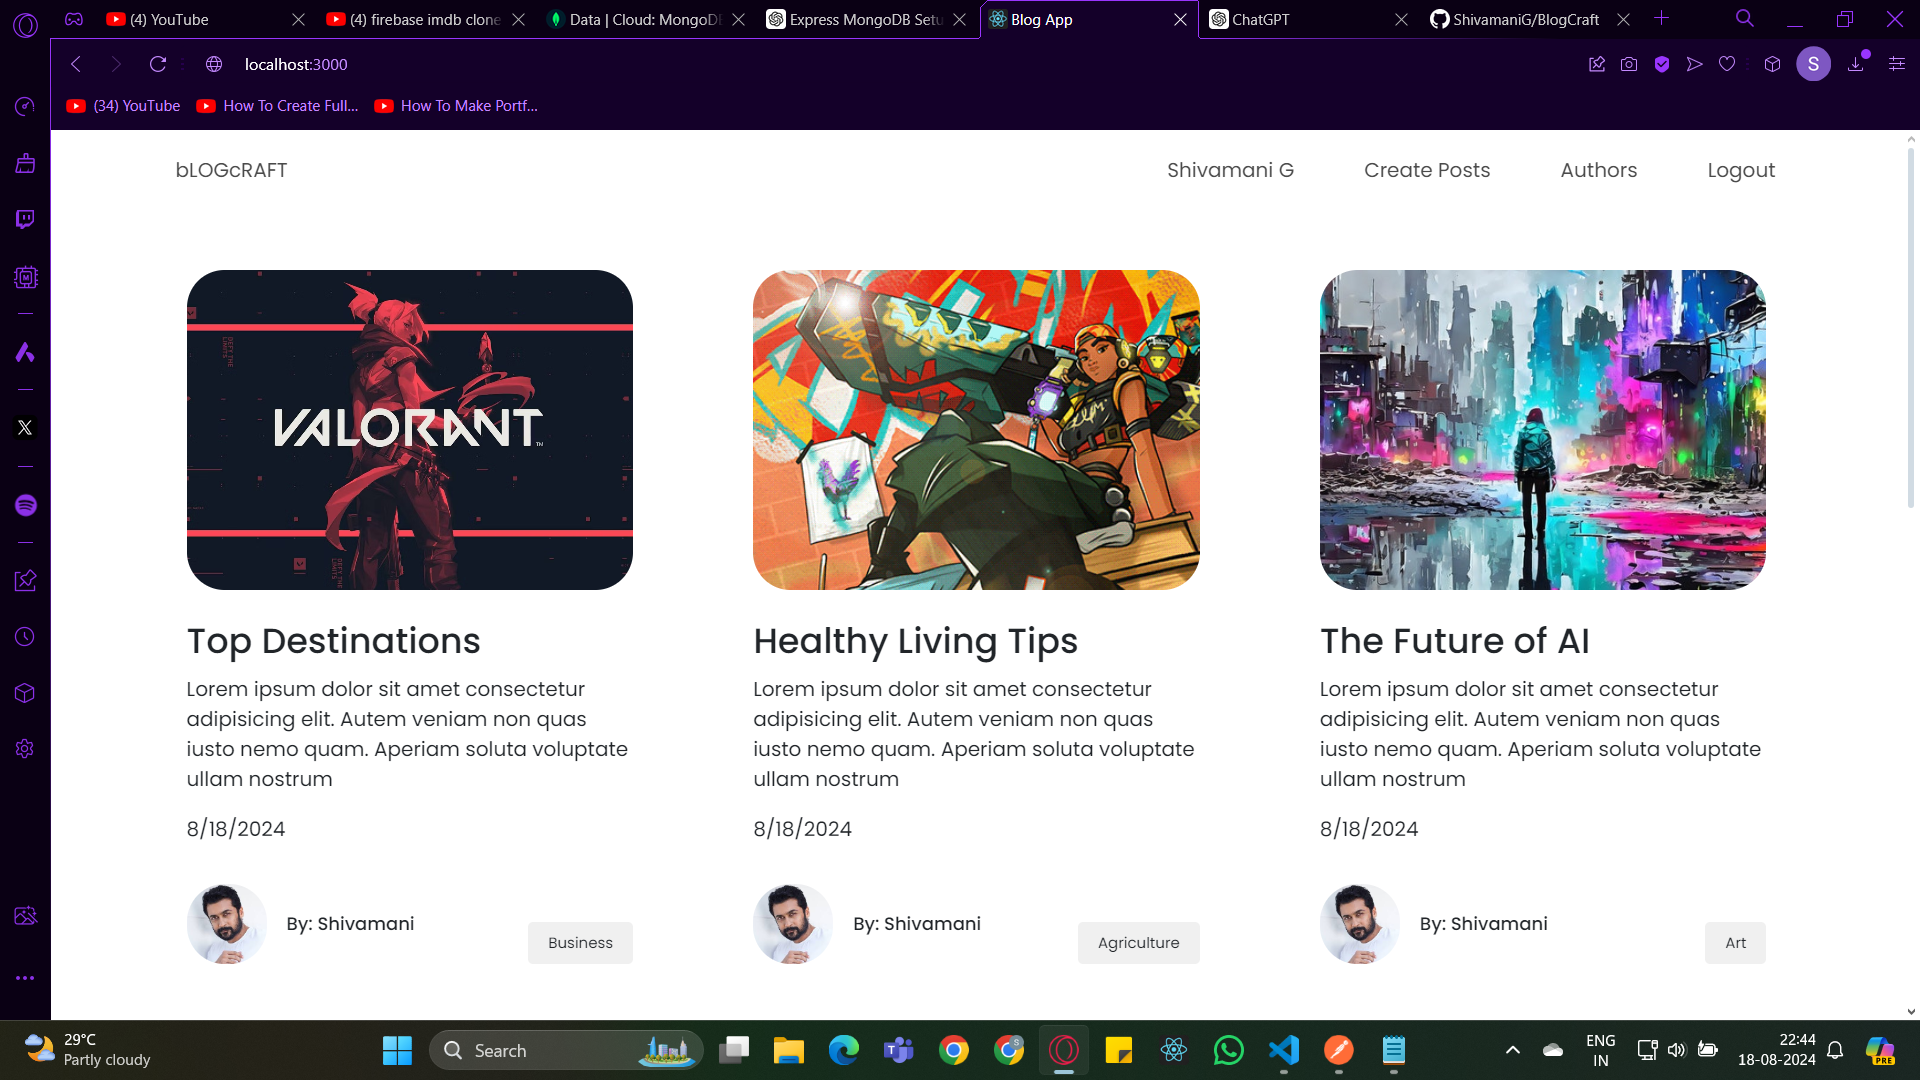 (4) YouTube
(4) firebase imdb clone
Data | Cloud: MongoDB
Express MongoDB Setu
Blog App
ChatGPT
ShivamaniG/BlogCraft
localhost:3000
S
(34) YouTube
How To Create Full...
How To Make Portf...
bLOGcRAFT
Shivamani G
Create Posts
Authors
Logout
VALORANT™
Top Destinations
Lorem ipsum dolor sit amet consectetur
adipisicing elit. Autem veniam non quas
iusto nemo quam. Aperiam soluta voluptate
ullam nostrum
8/18/2024
By: Shivamani
Business
Healthy Living Tips
Lorem ipsum dolor sit amet consectetur
adipisicing elit. Autem veniam non quas
iusto nemo quam. Aperiam soluta voluptate
ullam nostrum
8/18/2024
By: Shivamani
Agriculture
The Future of AI
Lorem ipsum dolor sit amet consectetur
adipisicing elit. Autem veniam non quas
iusto nemo quam. Aperiam soluta voluptate
ullam nostrum
8/18/2024
By: Shivamani
Art
29°C
Partly cloudy
Search
ENG
IN
22:44
18-08-2024
PRE